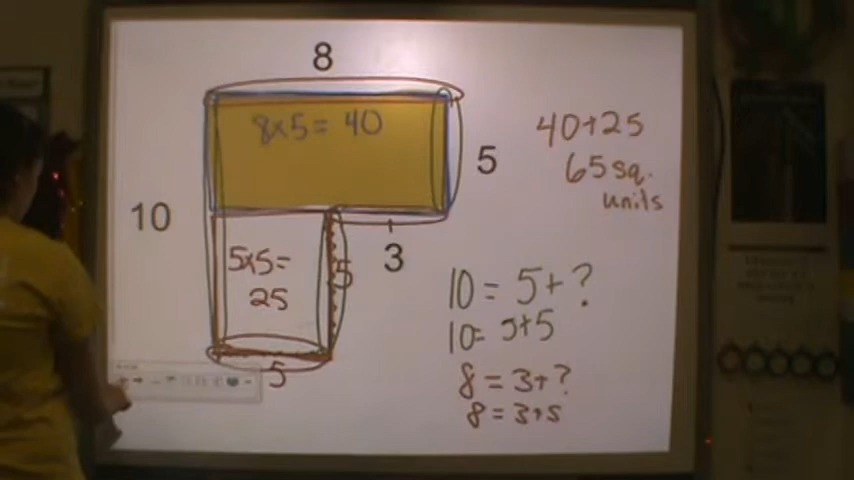 8
8x5= 40
5
10
5x5=
25
5
3
5
40+25
65 sq.
units
10 = 5+?
10= 5+5
8 = 3+?
8 = 3+5